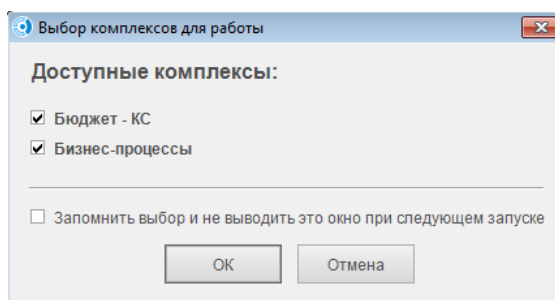 Выбор комплексов для работы
Доступные комплексы:
Бюджет - КС
Бизнес-процессы
Запомнить выбор и не выводить это окно при следующем запуске
ОК
Отмена